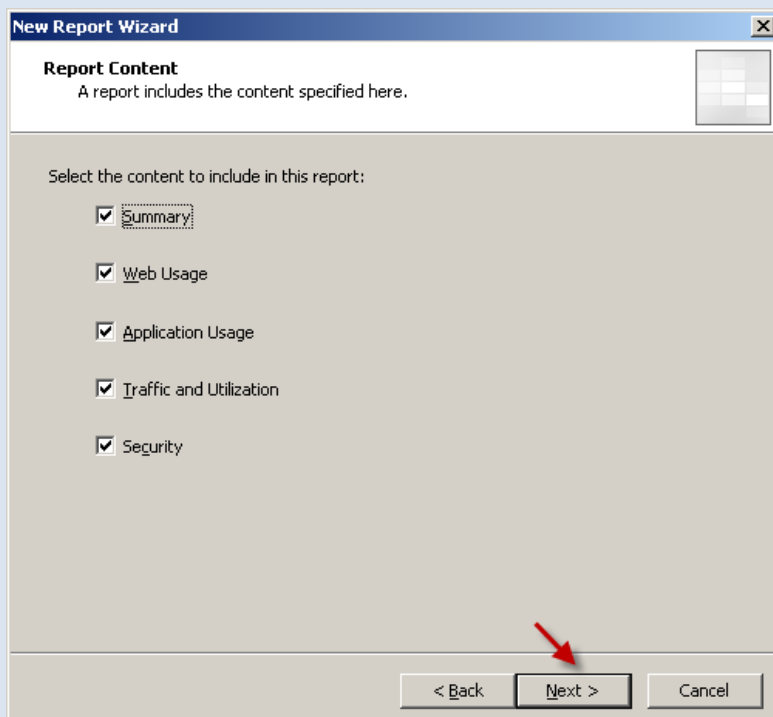 New Report Wizard
Report Content
A report includes the content specified here.
Select the content to include in this report:
Summary
Web Usage
Application Usage
Traffic and Utilization
Security
< Back Next > Cancel